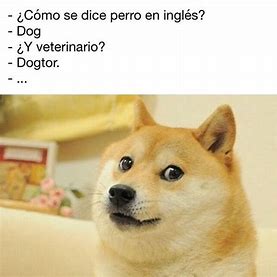 - ¿Cómo se dice perro en inglés?
- Dog
- ¿Y veterinario?
- Dogtor.
- ...